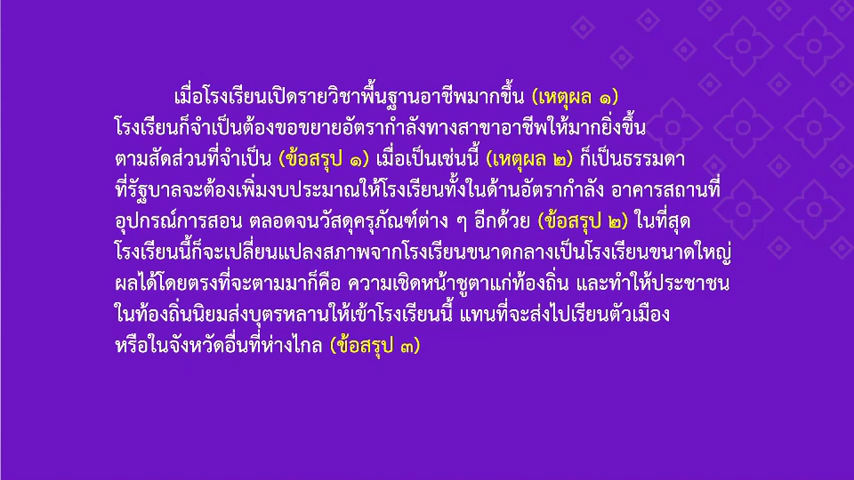 เมื่อโรงเรียนเปิดรายวิชาพื้นฐานอาชีพมากขึ้น (เหตุผล ๑)
โรงเรียนก็จำเป็นต้องขอขยายอัตรากำลังทางสาขาอาชีพให้มากยิ่งขึ้น
ตามสัดส่วนที่จำเป็น (ข้อสรุป ๑) เมื่อเป็นเช่นนี้ (เหตุผล ๒) ก็เป็นธรรมดา
ที่รัฐบาลจะต้องเพิ่มงบประมาณให้โรงเรียนทั้งในด้านอัตรากำลัง อาคารสถานที่
อุปกรณ์การสอน ตลอดจนวัสดุครุภัณฑ์ต่าง ๆ อีกด้วย (ข้อสรุป ๒) ในที่สุด
โรงเรียนนี้ก็จะเปลี่ยนแปลงสภาพจากโรงเรียนขนาดกลางเป็นโรงเรียนขนาดใหญ่
ผลได้โดยตรงที่จะตามมาก็คือ ความเชิดหน้าชูตาแก่ท้องถิ่น และทำให้ประชาชน
ในท้องถิ่นนิยมส่งบุตรหลานให้เข้าโรงเรียนนี้ แทนที่จะส่งไปเรียนตัวเมือง
หรือในจังหวัดอื่นที่ห่างไกล (ข้อสรุป ๓)